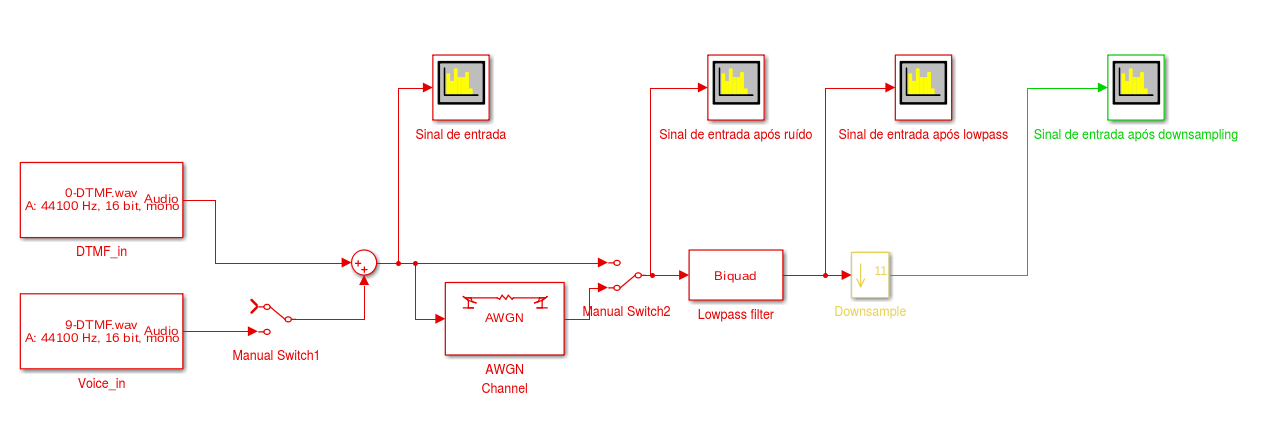 Sinal de entrada
Sinal de entrada após ruído
Sinal de entrada após lowpass
Sinal de entrada após downsampling
0-DTMF.wav
A: 44100 Hz, 16 bit, mono
Audio
DTMF_in
9-DTMF.wav
A: 44100 Hz, 16 bit, mono
Audio
Voice_in
Manual Switch1
+
+
AWGN
AWGN
Channel
Manual Switch2
Biquad
Lowpass filter
11
Downsample